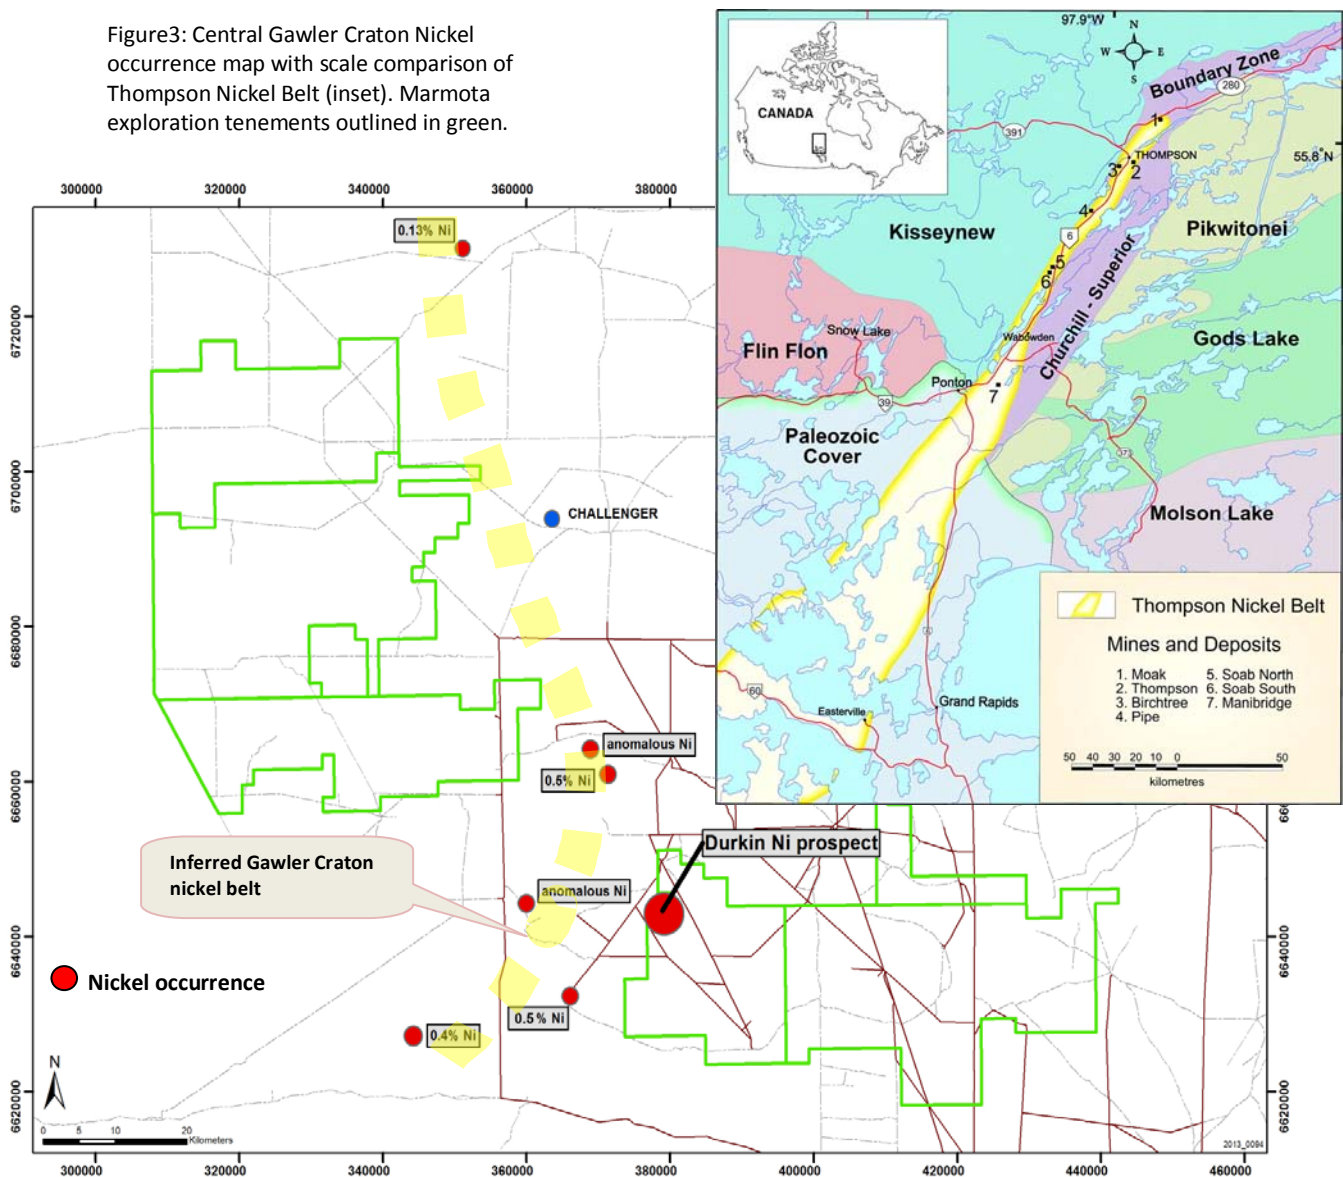 Figure3: Central Gawler Craton Nickel
occurrence map with scale comparison of
Thompson Nickel Belt (inset). Marmota
exploration tenements outlined in green.
97.9°W
N
W
E
S
Boundary Zone
280
CANADA
391
1
55.8°N
THOMPSON
3
2
4
Kisseynew
6
Pikwitonei
5
6
Churchill - Superior
Snow Lake
Wabowden
Flin Flon
Gods Lake
Ponton
7
39
Paleozoic
Cover
373
Molson Lake
60
Easterville
Grand Rapids
Thompson Nickel Belt
Mines and Deposits
1. Moak
2. Thompson
3. Birchtree
4. Pipe
5. Soab North
6. Soab South
7. Manibridge
50 40 30 20 10 0 50
kilometres
300000 320000 340000 360000 380000
0.13% Ni
6720000
6700000
CHALLENGER
6680000
anomalous Ni
0.5% Ni
6660000
Durkin Ni prospect
Inferred Gawler Craton
nickel belt
anomalous Ni
6640000
6640000
Nickel occurrence
0.5% Ni
0.4% Ni
N
6620000
6620000
0 5 10 20
Kilometers
2013_0094
300000 320000 340000 360000 380000 400000 420000 440000 460000